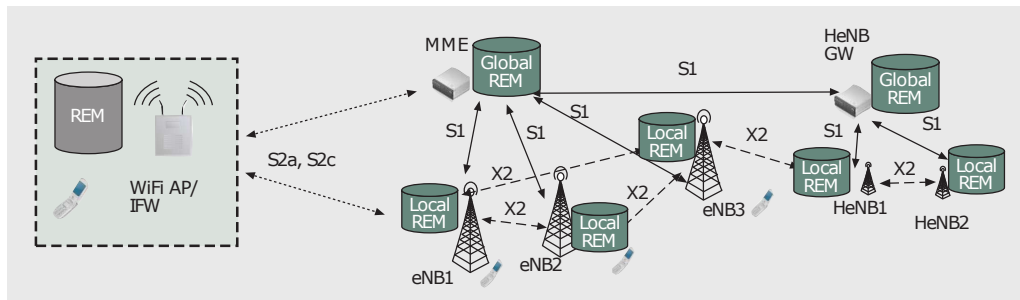 REM
WiFi AP/
IFW
S2a, S2c
MME
Global
REM
S1
HeNB
GW
Global
REM
S1
S1
S1
Local
REM
X2
X2
S1
S1
Local
REM
X2
X2
Local
REM
X2
Local
REM
Local
REM
eNB1
eNB2
eNB3
HeNB1
HeNB2